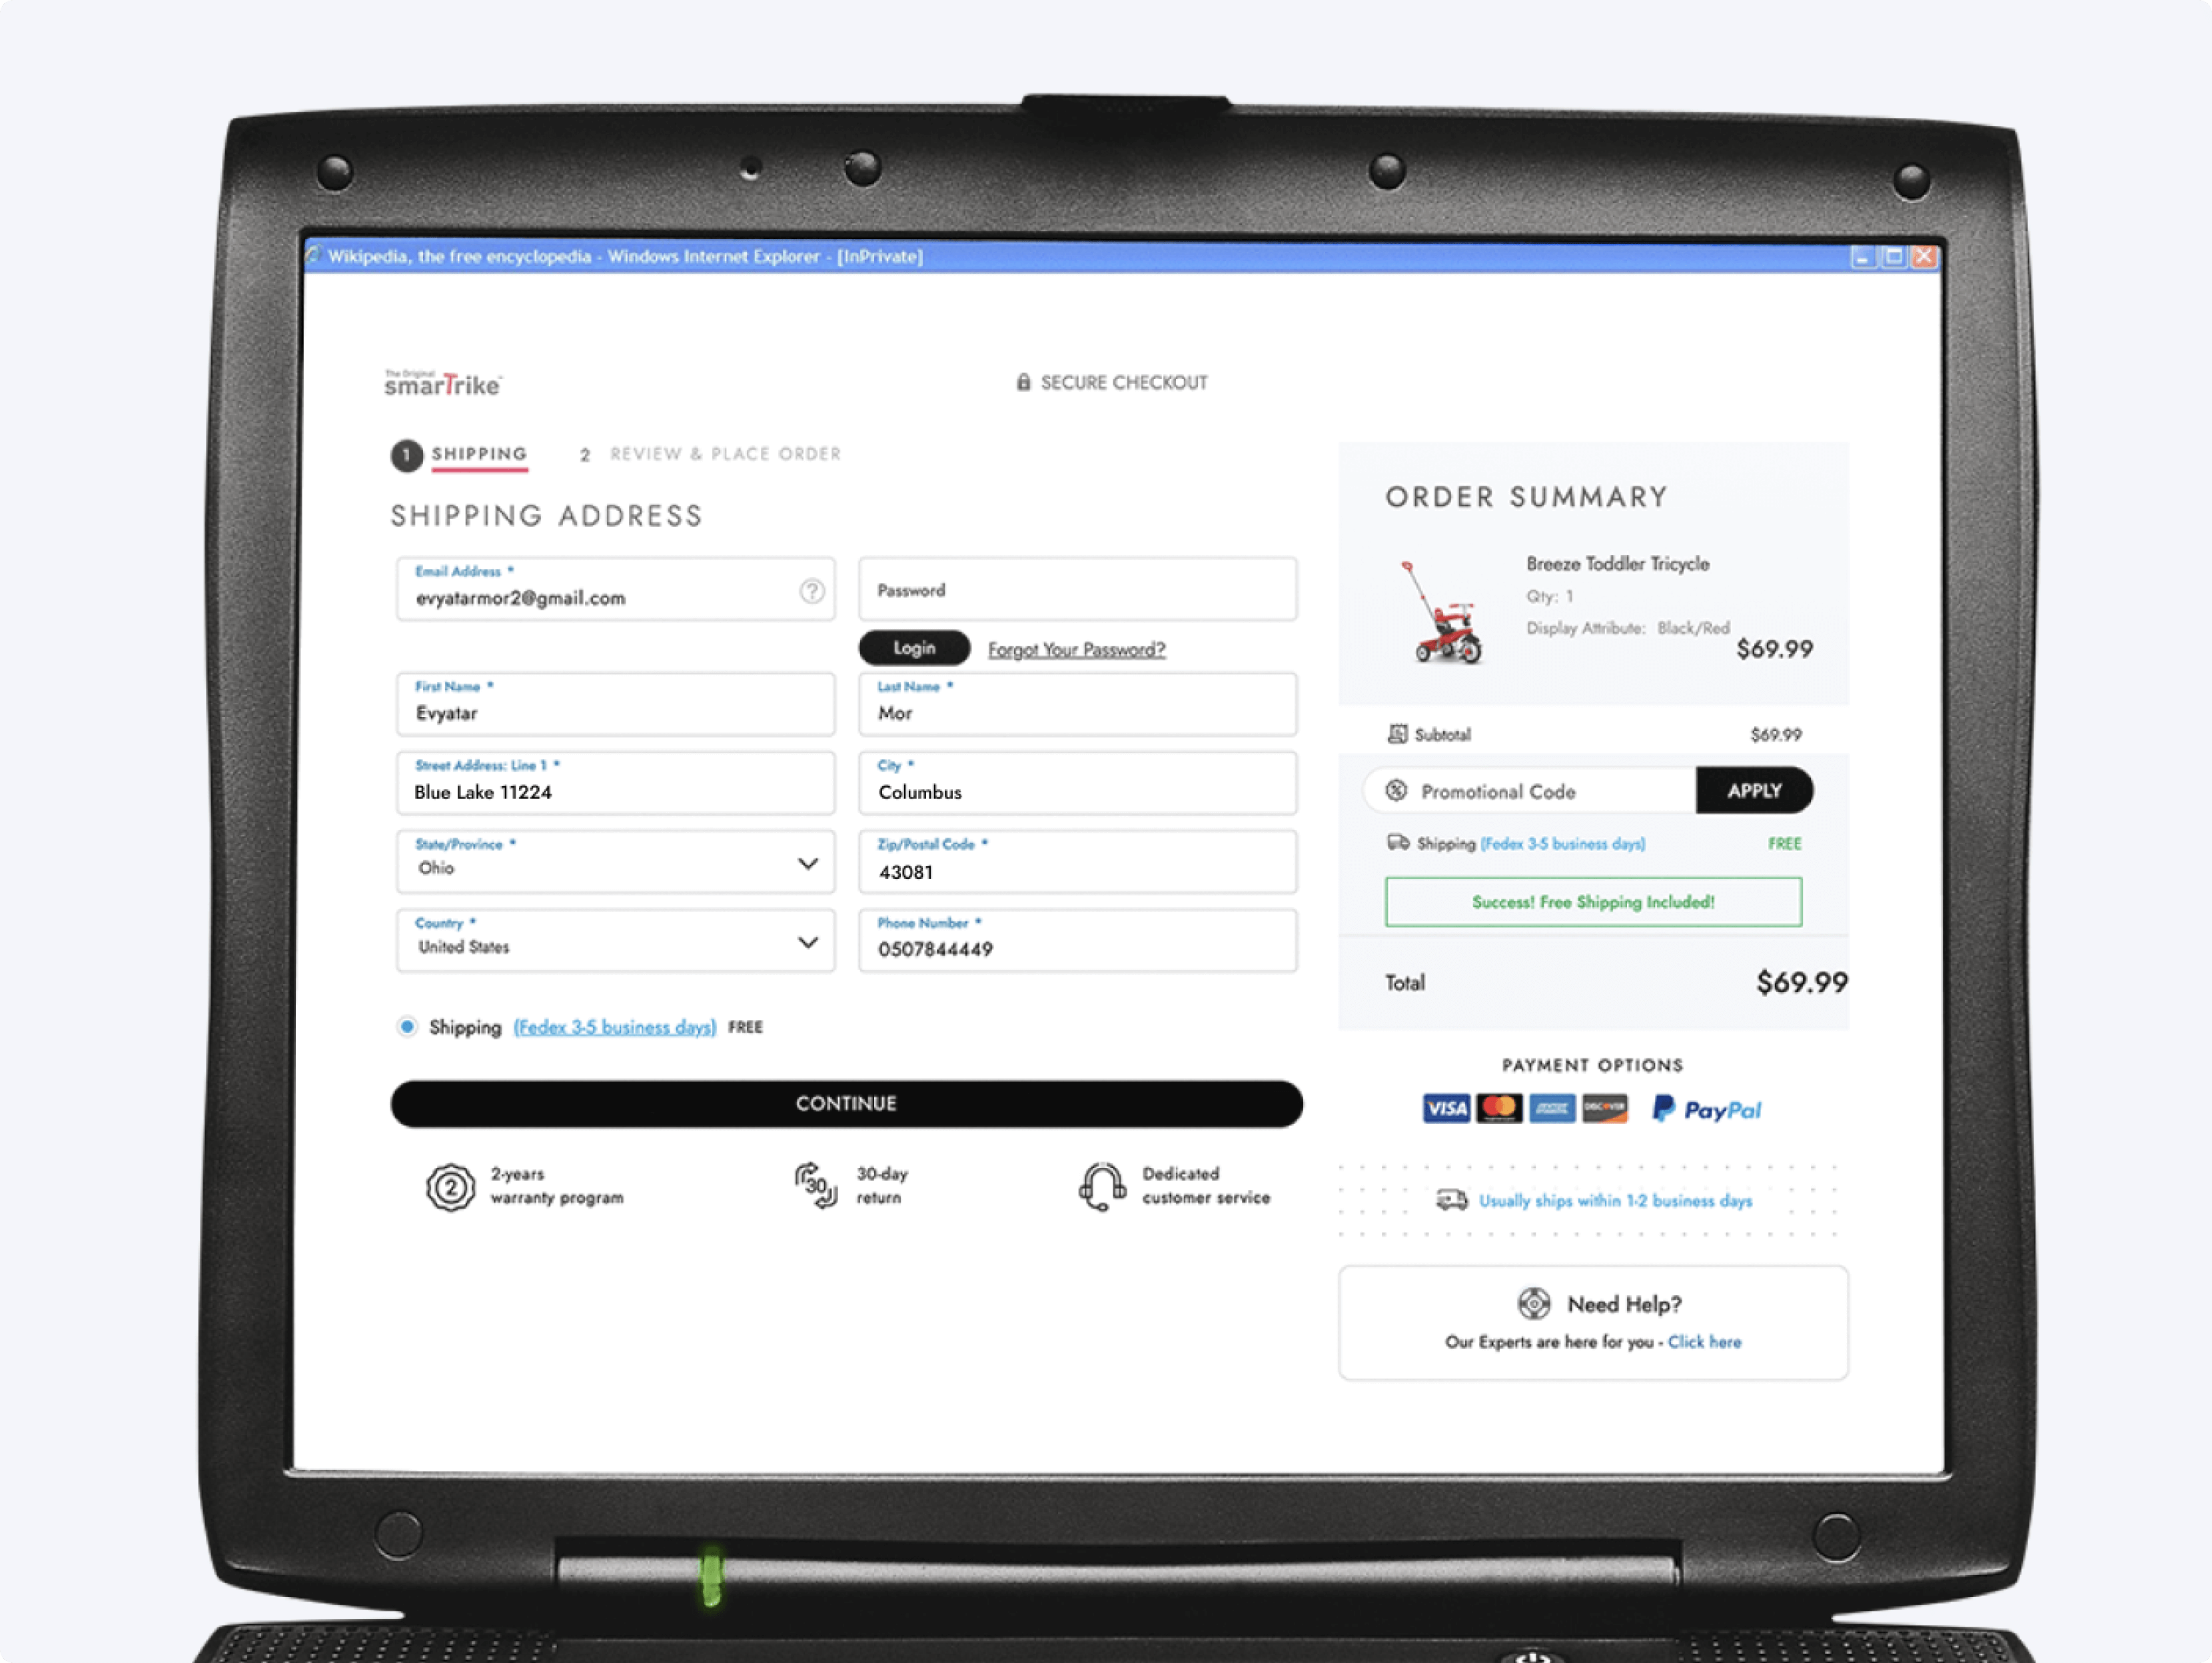 Wikipedia, the free encyclopedia - Windows Internet Explorer - [InPrivate]
The Original
smarTrike™
SECURE CHECKOUT
1 SHIPPING
2 REVIEW & PLACE ORDER
SHIPPING ADDRESS
Email Address *
evyatarmor2@gmail.com
?
Password
Login
Forgot Your Password?
First Name *
Evyatar
Last Name *
Mor
Street Address: Line 1 *
Blue Lake 11224
City *
Columbus
State/Province *
Ohio
Zip/Postal Code *
43081
Country *
United States
Phone Number *
0507844449
Shipping (Fedex 3-5 business days) FREE
CONTINUE
2
2-years
warranty program
30
30-day
return
Dedicated
customer service
ORDER SUMMARY
Breeze Toddler Tricycle
Qty: 1
Display Attribute: Black/Red
$69.99
Subtotal $69.99
Promotional Code APPLY
Shipping (Fedex 3-5 business days) FREE
Success! Free Shipping Included!
Total $69.99
PAYMENT OPTIONS
VISA DISCOVER PayPal
Usually ships within 1-2 business days
Need Help?
Our Experts are here for you - Click here